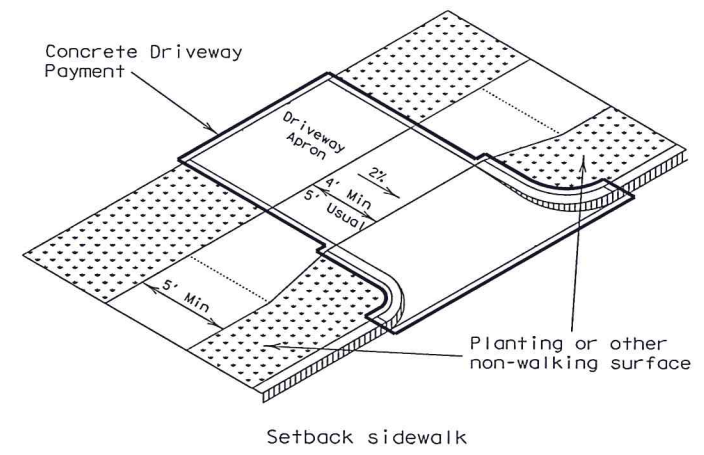 Concrete Driveway
Payment
Driveway
Apron
2%
4' Min
5' Usual
5' Min
Planting or other
non-walking surface
Setback sidewalk